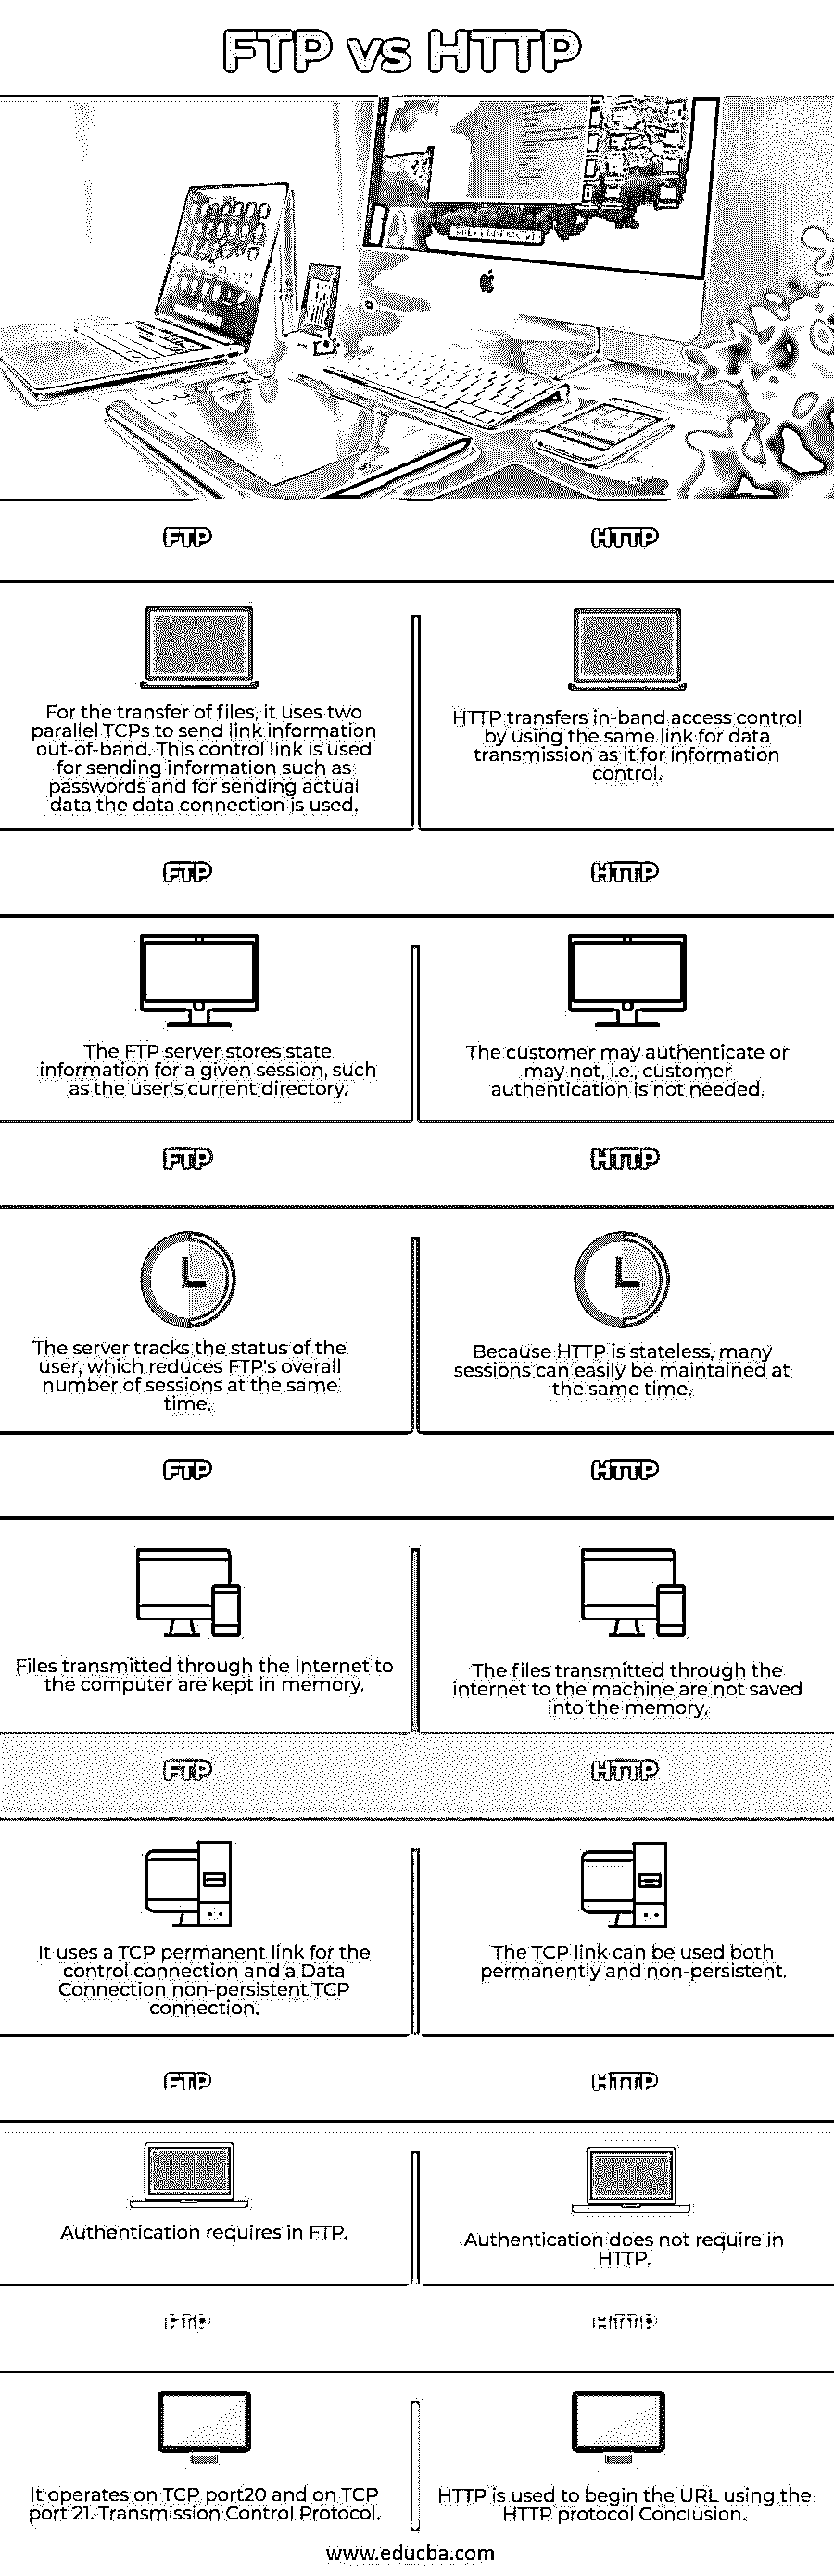 FTP vs HTTP
FTP
HTTP
For the transfer of files, it uses two
parallel TCPs to send link information
out-of-band. This control link is used
for sending information such as
passwords and for sending actual
data the data connection is used.
HTTP transfers in-band access control
by using the same link for data
transmission as it for information
control.
FTP
HTTP
The FTP server stores state
information for a given session, such
as the user's current directory.
The customer may authenticate or
may not, i.e., customer
authentication is not needed.
FTP
HTTP
The server tracks the status of the
user, which reduces FTP's overall
number of sessions at the same
time.
Because HTTP is stateless, many
sessions can easily be maintained at
the same time.
FTP
HTTP
Files transmitted through the Internet to
the computer are kept in memory.
The files transmitted through the
internet to the machine are not saved
into the memory.
FTP
HTTP
It uses a TCP permanent link for the
control connection and a Data
Connection non-persistent TCP
connection.
The TCP link can be used both
permanently and non-persistent.
FTP
HTTP
Authentication requires in FTP.
Authentication does not require in
HTTP.
FTP
HTTP
It operates on TCP port20 and on TCP
port 21. Transmission Control Protocol.
HTTP is used to begin the URL using the
HTTP protocol Conclusion.
www.educba.com